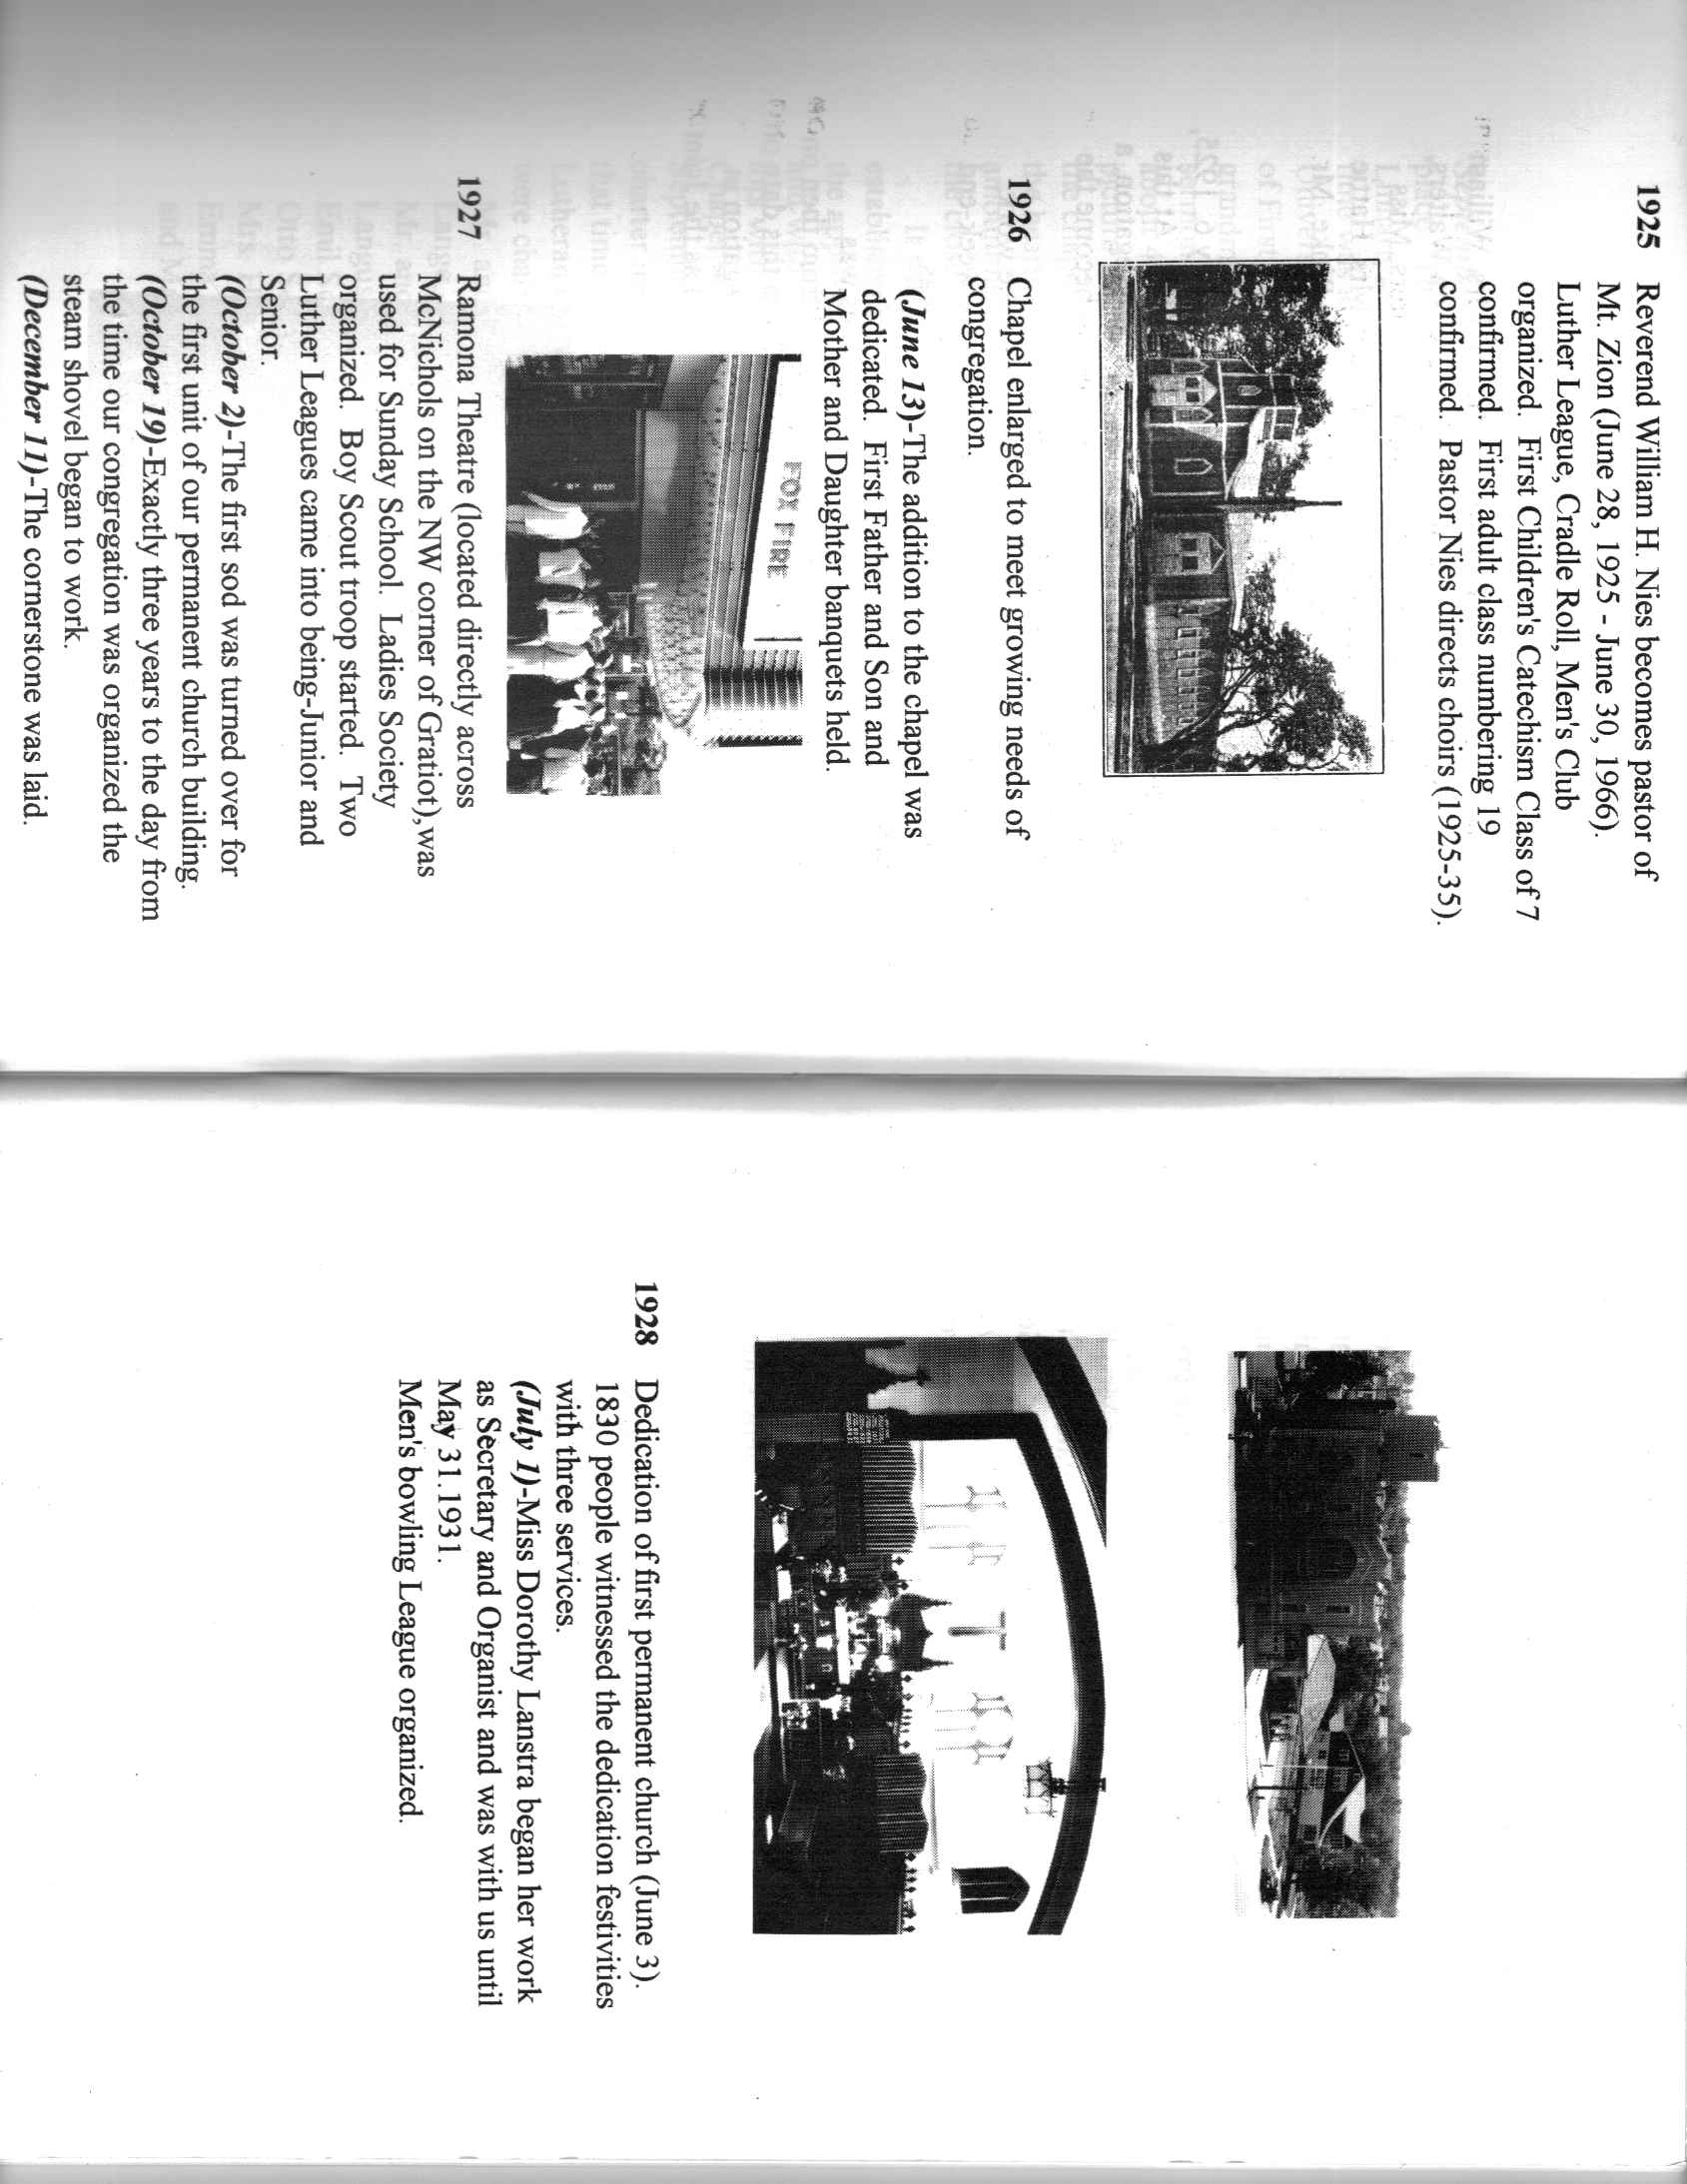 1925 Reverend William H. Nies becomes pastor of
Mt. Zion (June 28, 1925 - June 30, 1966).
Luther League, Cradle Roll, Men's Club
organized. First Children's Catechism Class of 7
confirmed. First adult class numbering 19
confirmed. Pastor Nies directs choirs (1925-35).
1926 Chapel enlarged to meet growing needs of
congregation.
(June 13)-The addition to the chapel was
dedicated. First Father and Son and
Mother and Daughter banquets held.
FOX FIRE
1927 Ramona Theatre (located directly across
McNichols on the NW corner of Gratiot),was
used for Sunday School. Ladies Society
organized. Boy Scout troop started. Two
Luther Leagues came into being-Junior and
Senior.
(October 2)-The first sod was turned over for
the first unit of our permanent church building.
(October 19)-Exactly three years to the day from
the time our congregation was organized the
steam shovel began to work.
(December 11)-The cornerstone was laid.
1928 Dedication of first permanent church (June 3).
1830 people witnessed the dedication festivities
with three services.
(July 1)-Miss Dorothy Lanstra began her work
as Secretary and Organist and was with us until
May 31.1931.
Men's bowling League organized.